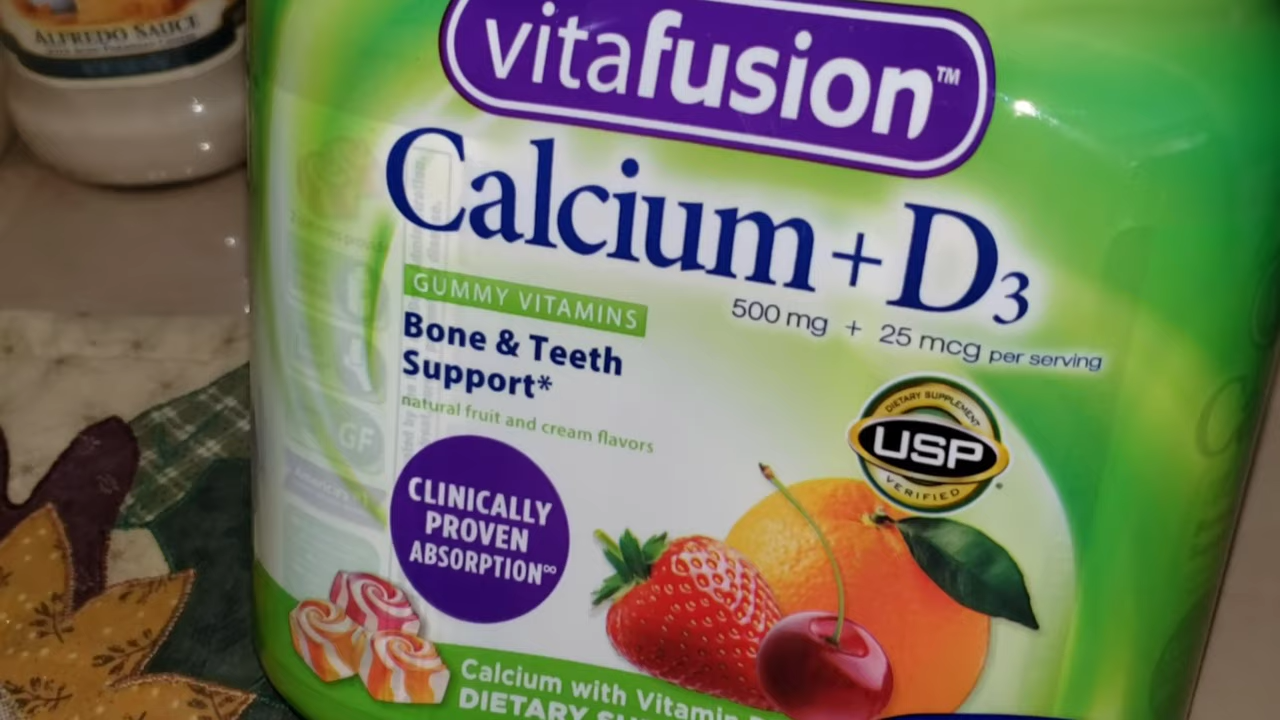 ALFREDO SAUCE
vitafusion™
Calcium + D3
500 mg + 25 mcg per serving
GUMMY VITAMINS
Bone & Teeth
Support*
natural fruit and cream flavors
DIETARY SUPPLEMENT
USP
VERIFIED
CLINICALLY
PROVEN
ABSORPTION∞
GF
Calcium with Vitamin
DIETARY